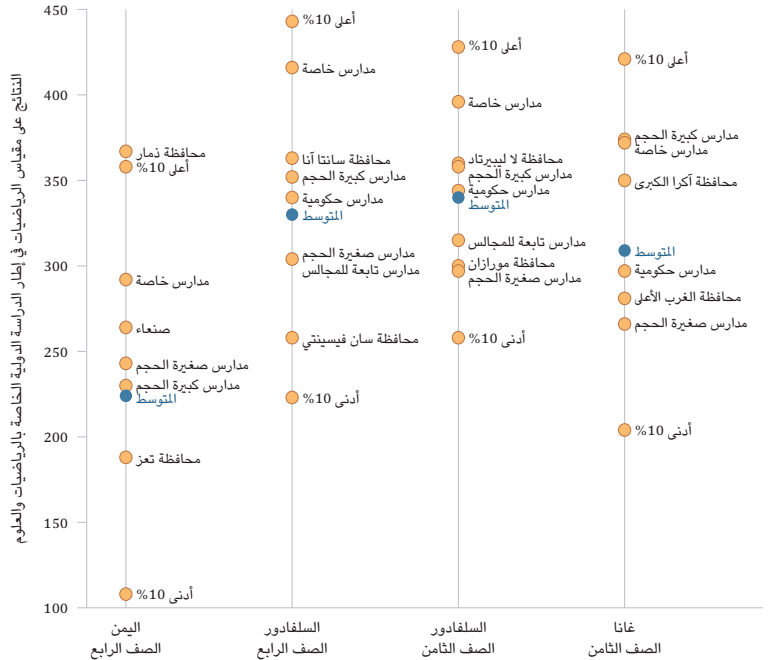 النتائج على مقياس الرياضيات في إطار الدراسة الدولية الخاصة بالرياضيات والعلوم
450
400
350
300
250
200
150
100
محافظة ذمار
أعلى 10%
مدارس خاصة
صنعاء
مدارس صغيرة الحجم
مدارس كبيرة الحجم
المتوسط
محافظة تعز
أدنى 10%
اليمن
الصف الرابع
أعلى 10%
مدارس خاصة
محافظة سانتا آنا
مدارس كبيرة الحجم
مدارس حكومية
المتوسط
مدارس صغيرة الحجم
مدارس تابعة للمجالس
محافظة سان فيسينتي
أدنى 10%
السلفادور
الصف الرابع
أعلى 10%
مدارس خاصة
محافظة لا ليبيرتاد
مدارس كبيرة الحجم
مدارس حكومية
المتوسط
مدارس تابعة للمجالس
محافظة مورازان
مدارس صغيرة الحجم
أدنى 10%
السلفدور
الصف الثامن
أعلى 10%
مدارس كبيرة الحجم
مدارس خاصة
محافظة آكرا الكبرى
المتوسط
مدارس حكومية
محافظة الغرب الأعلى
مدارس صغيرة الحجم
أدنى 10%
غانا
الصف الثامن